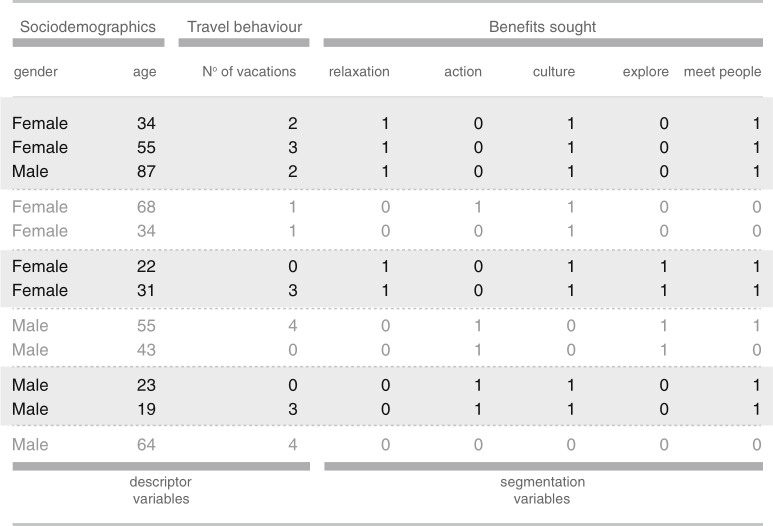 Sociodemographics Travel behaviour Benefits sought
gender age Nº of vacations relaxation action culture explore meet people
Female 34 2 1 0 1 0 1
Female 55 3 1 0 1 0 1
Male 87 2 1 0 1 0 1
Female 68 1 0 1 1 0 0
Female 34 1 0 0 1 0 0
Female 22 0 1 0 1 1 1
Female 31 3 1 0 1 1 1
Male 55 4 0 1 0 1 1
Male 43 0 0 1 0 1 0
Male 23 0 0 1 1 0 1
Male 19 3 0 1 1 0 1
Male 64 4 0 0 0 0 0
descriptor segmentation
variables variables